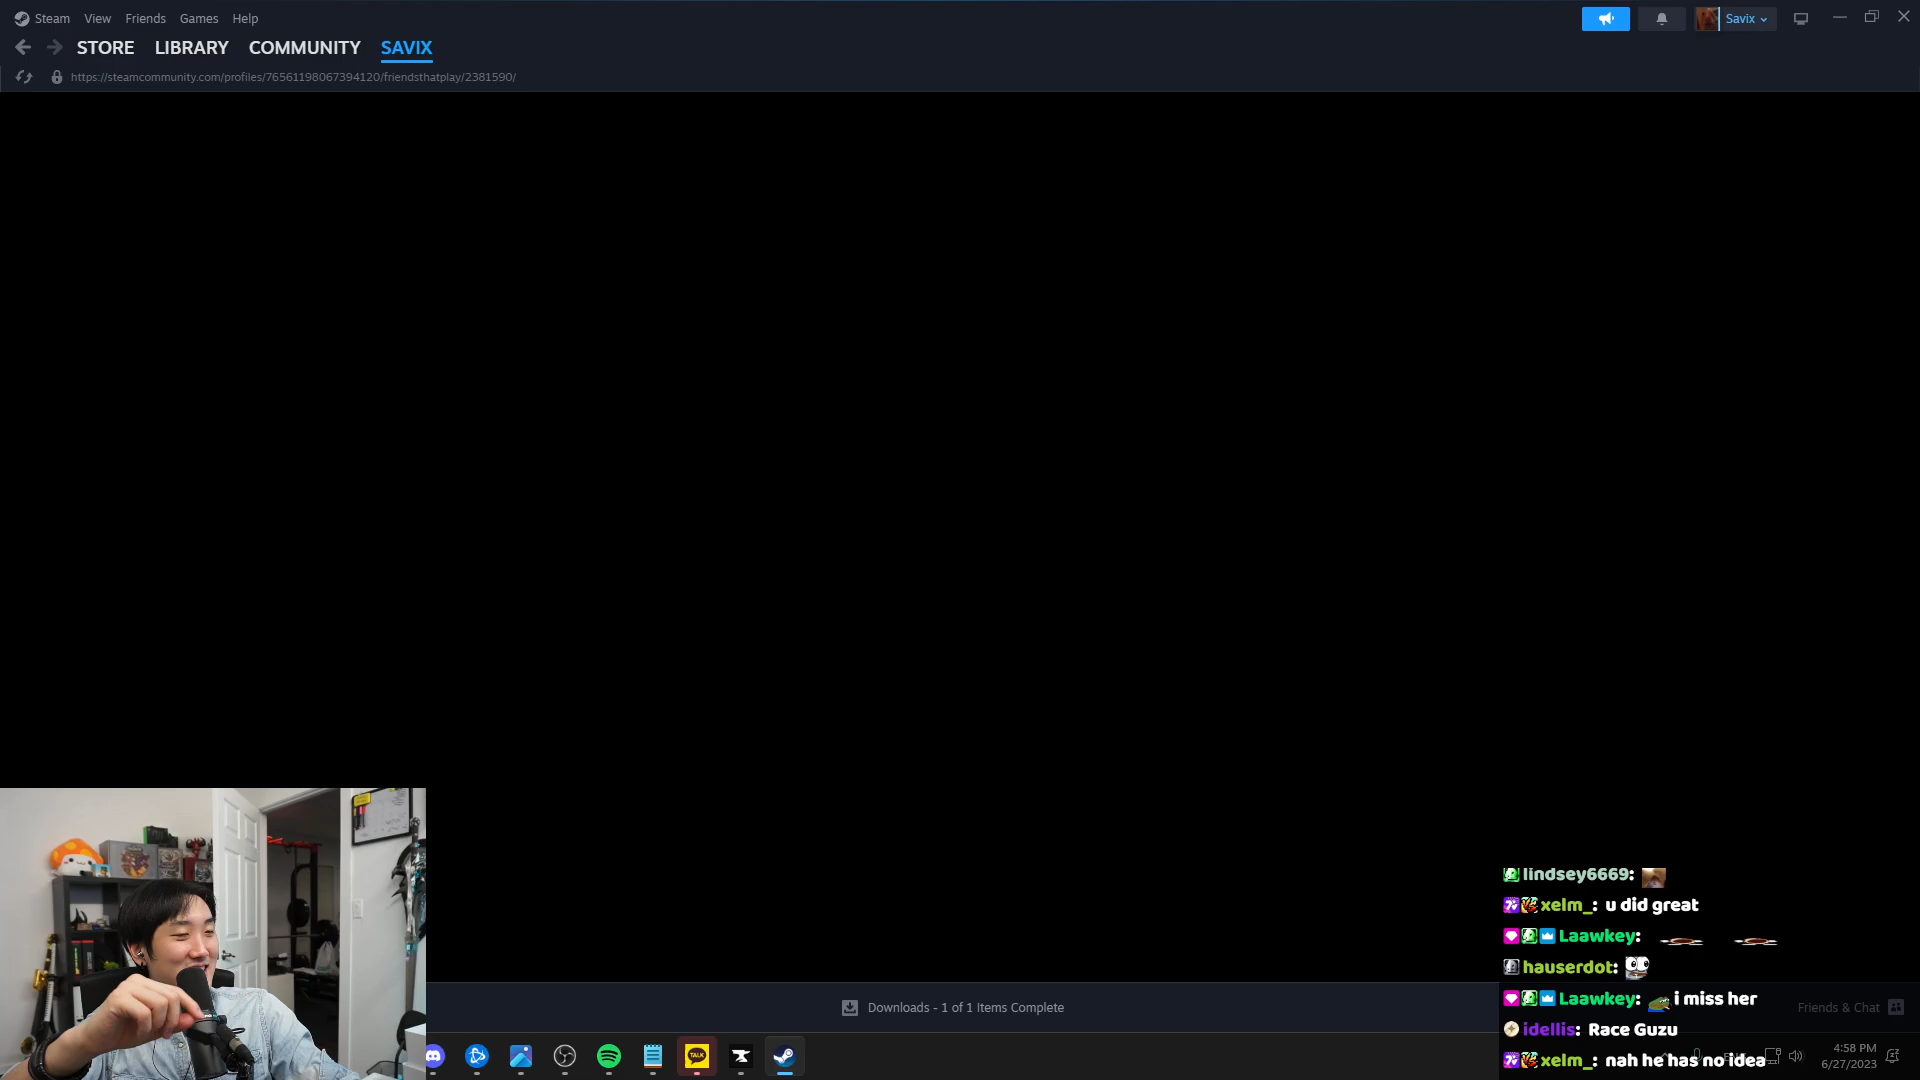 Steam View Friends Games Help
Savix
STORE LIBRARY COMMUNITY SAVIX
https://steamcommunity.com/profiles/76561198067394120/friendsthatplay/2381590/
lindsey6669:
xelm_: u did great
Laawkey:
hauserdot:
Laawkey: i miss her
idellis: Race Guzu
xelm_: nah he has no idea
Downloads - 1 of 1 Items Complete
Friends & Chat
TALK
4:58 PM
6/27/2023